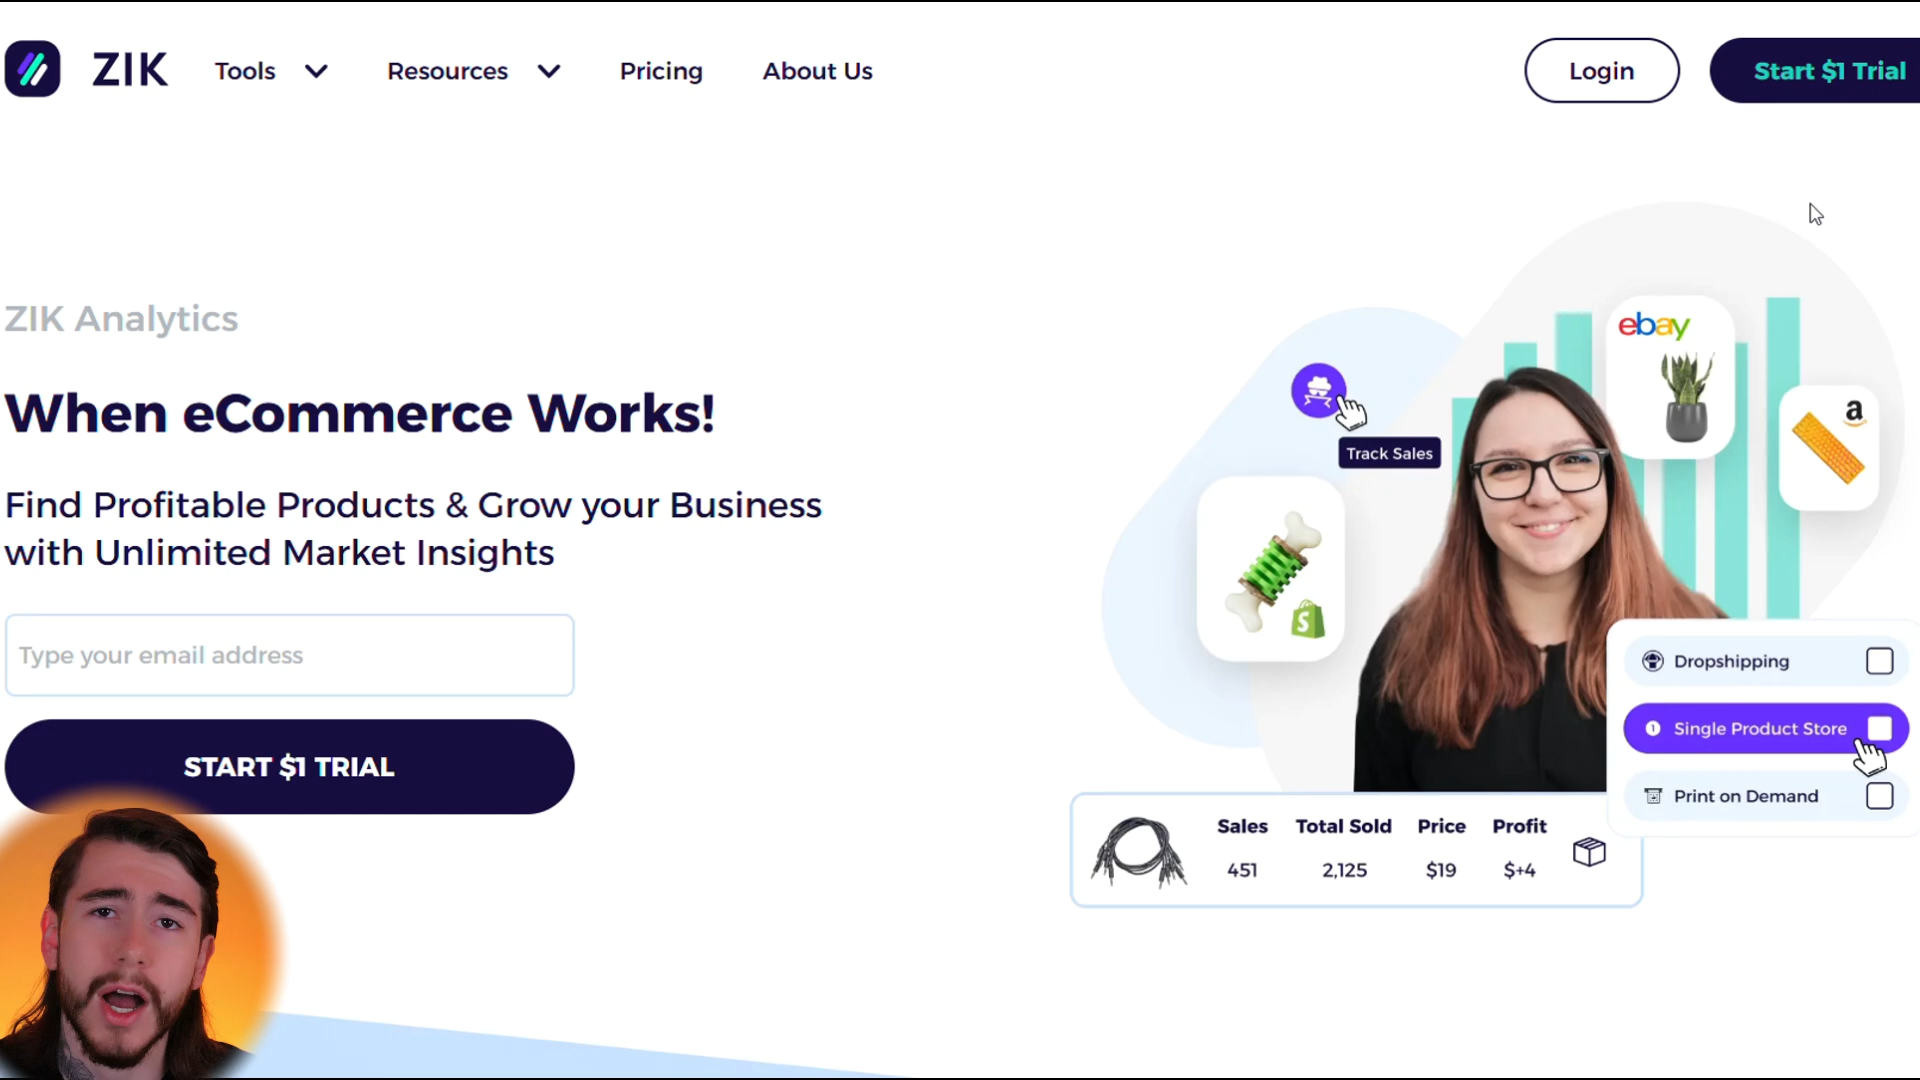 ZIK
Tools
Resources
Pricing
About Us
Login
Start $1 Trial
ZIK Analytics
When eCommerce Works!
Find Profitable Products & Grow your Business
with Unlimited Market Insights
Type your email address
START $1 TRIAL
Track Sales
ebay
a
S
Dropshipping
1 Single Product Store
Print on Demand
Sales Total Sold Price Profit
451 2,125 $19 $+4